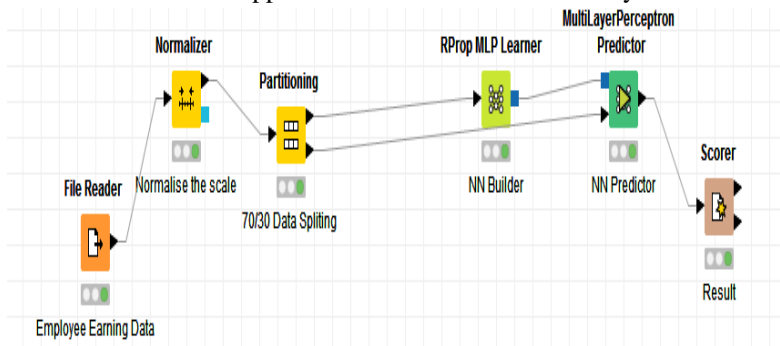 MultiLayerPerceptron
Normalizer
RProp MLP Learner
Predictor
Partitioning
File Reader
Normalise the scale
NN Builder
NN Predictor
Scorer
70/30 Data Spliting
Employee Earning Data
Result